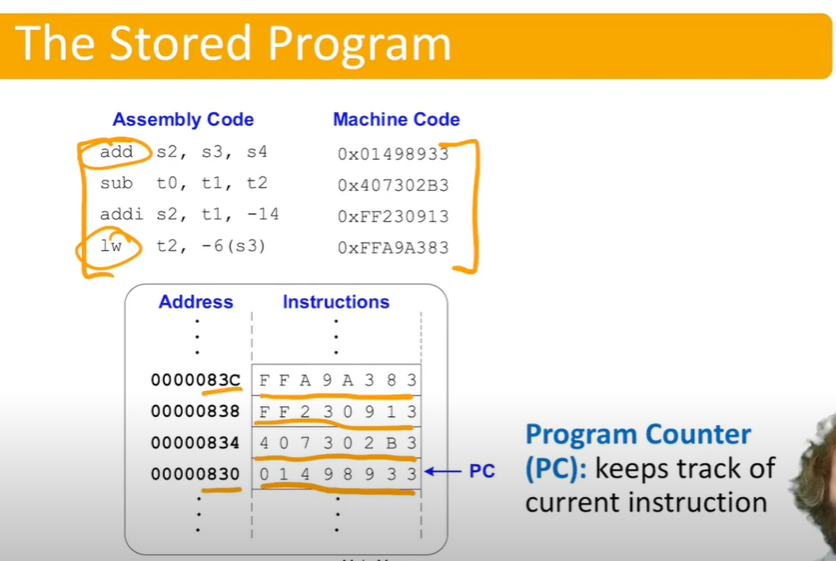 The Stored Program
Assembly Code Machine Code
add s2, s3, s4 0x01498933
sub t0, t1, t2 0x407302B3
addi s2, t1, -14 0xFF230913
lw t2, -6(s3) 0xFFA9A383
Address Instructions
0000083C F F A 9 A 3 8 3
00000838 F F 2 3 0 9 1 3
00000834 4 0 7 3 0 2 B 3
00000830 0 1 4 9 8 9 3 3 PC
Program Counter
(PC): keeps track of
current instruction